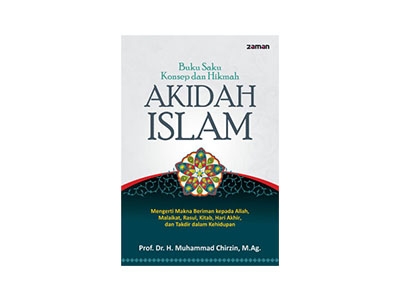 zaman
Buku Saku
Konsep dan Hikmah
AKIDAH
ISLAM
Mengerti Makna Beriman kepada Allah,
Malaikat, Rasul, Kitab, Hari Akhir,
dan Takdir dalam Kehidupan
Prof. Dr. H. Muhammad Chirzin, M.Ag.